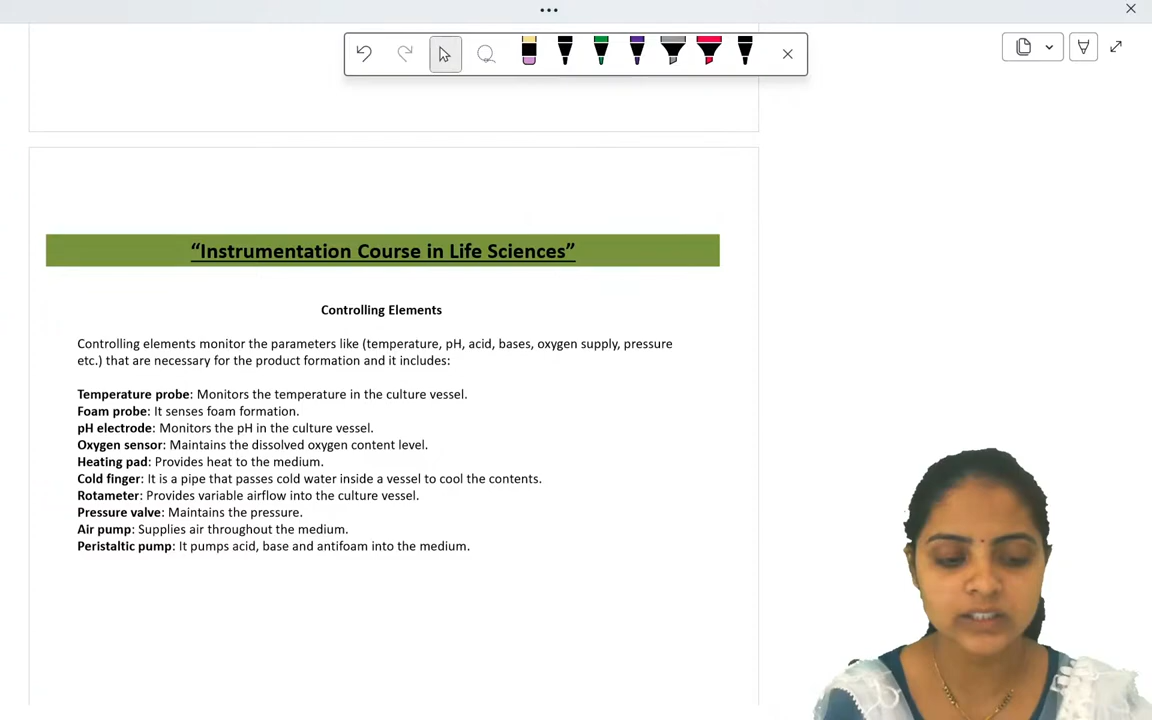 “Instrumentation Course in Life Sciences”
Controlling Elements
Controlling elements monitor the parameters like (temperature, pH, acid, bases, oxygen supply, pressure
etc.) that are necessary for the product formation and it includes:
Temperature probe: Monitors the temperature in the culture vessel.
Foam probe: It senses foam formation.
pH electrode: Monitors the pH in the culture vessel.
Oxygen sensor: Maintains the dissolved oxygen content level.
Heating pad: Provides heat to the medium.
Cold finger: It is a pipe that passes cold water inside a vessel to cool the contents.
Rotameter: Provides variable airflow into the culture vessel.
Pressure valve: Maintains the pressure.
Air pump: Supplies air throughout the medium.
Peristaltic pump: It pumps acid, base and antifoam into the medium.